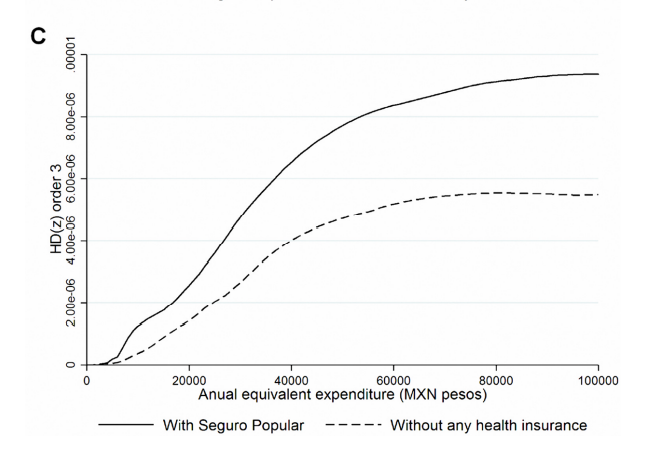 C
HD(z) order 3
.00001
8.00e-06
6.00e-06
4.00e-06
2.00e-06
0
0 20000 40000 60000 80000 100000
Anual equivalent expenditure (MXN pesos)
With Seguro Popular Without any health insurance